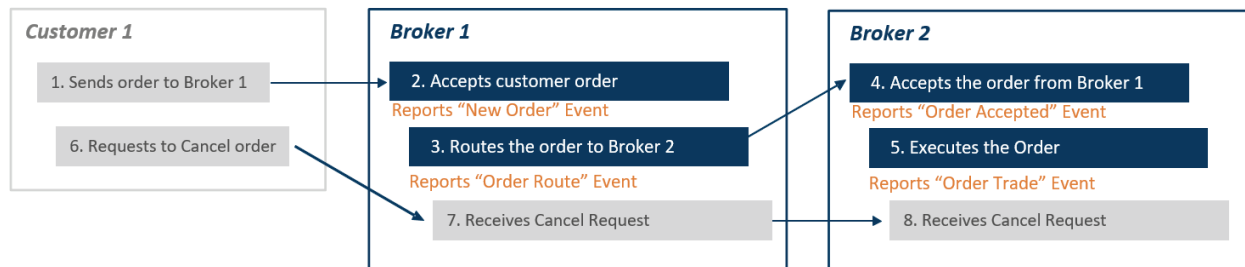 Customer 1
1. Sends order to Broker 1
6. Requests to Cancel order
Broker 1
2. Accepts customer order
Reports “New Order” Event
3. Routes the order to Broker 2
Reports “Order Route” Event
7. Receives Cancel Request
Broker 2
4. Accepts the order from Broker 1
Reports “Order Accepted” Event
5. Executes the Order
Reports “Order Trade” Event
8. Receives Cancel Request